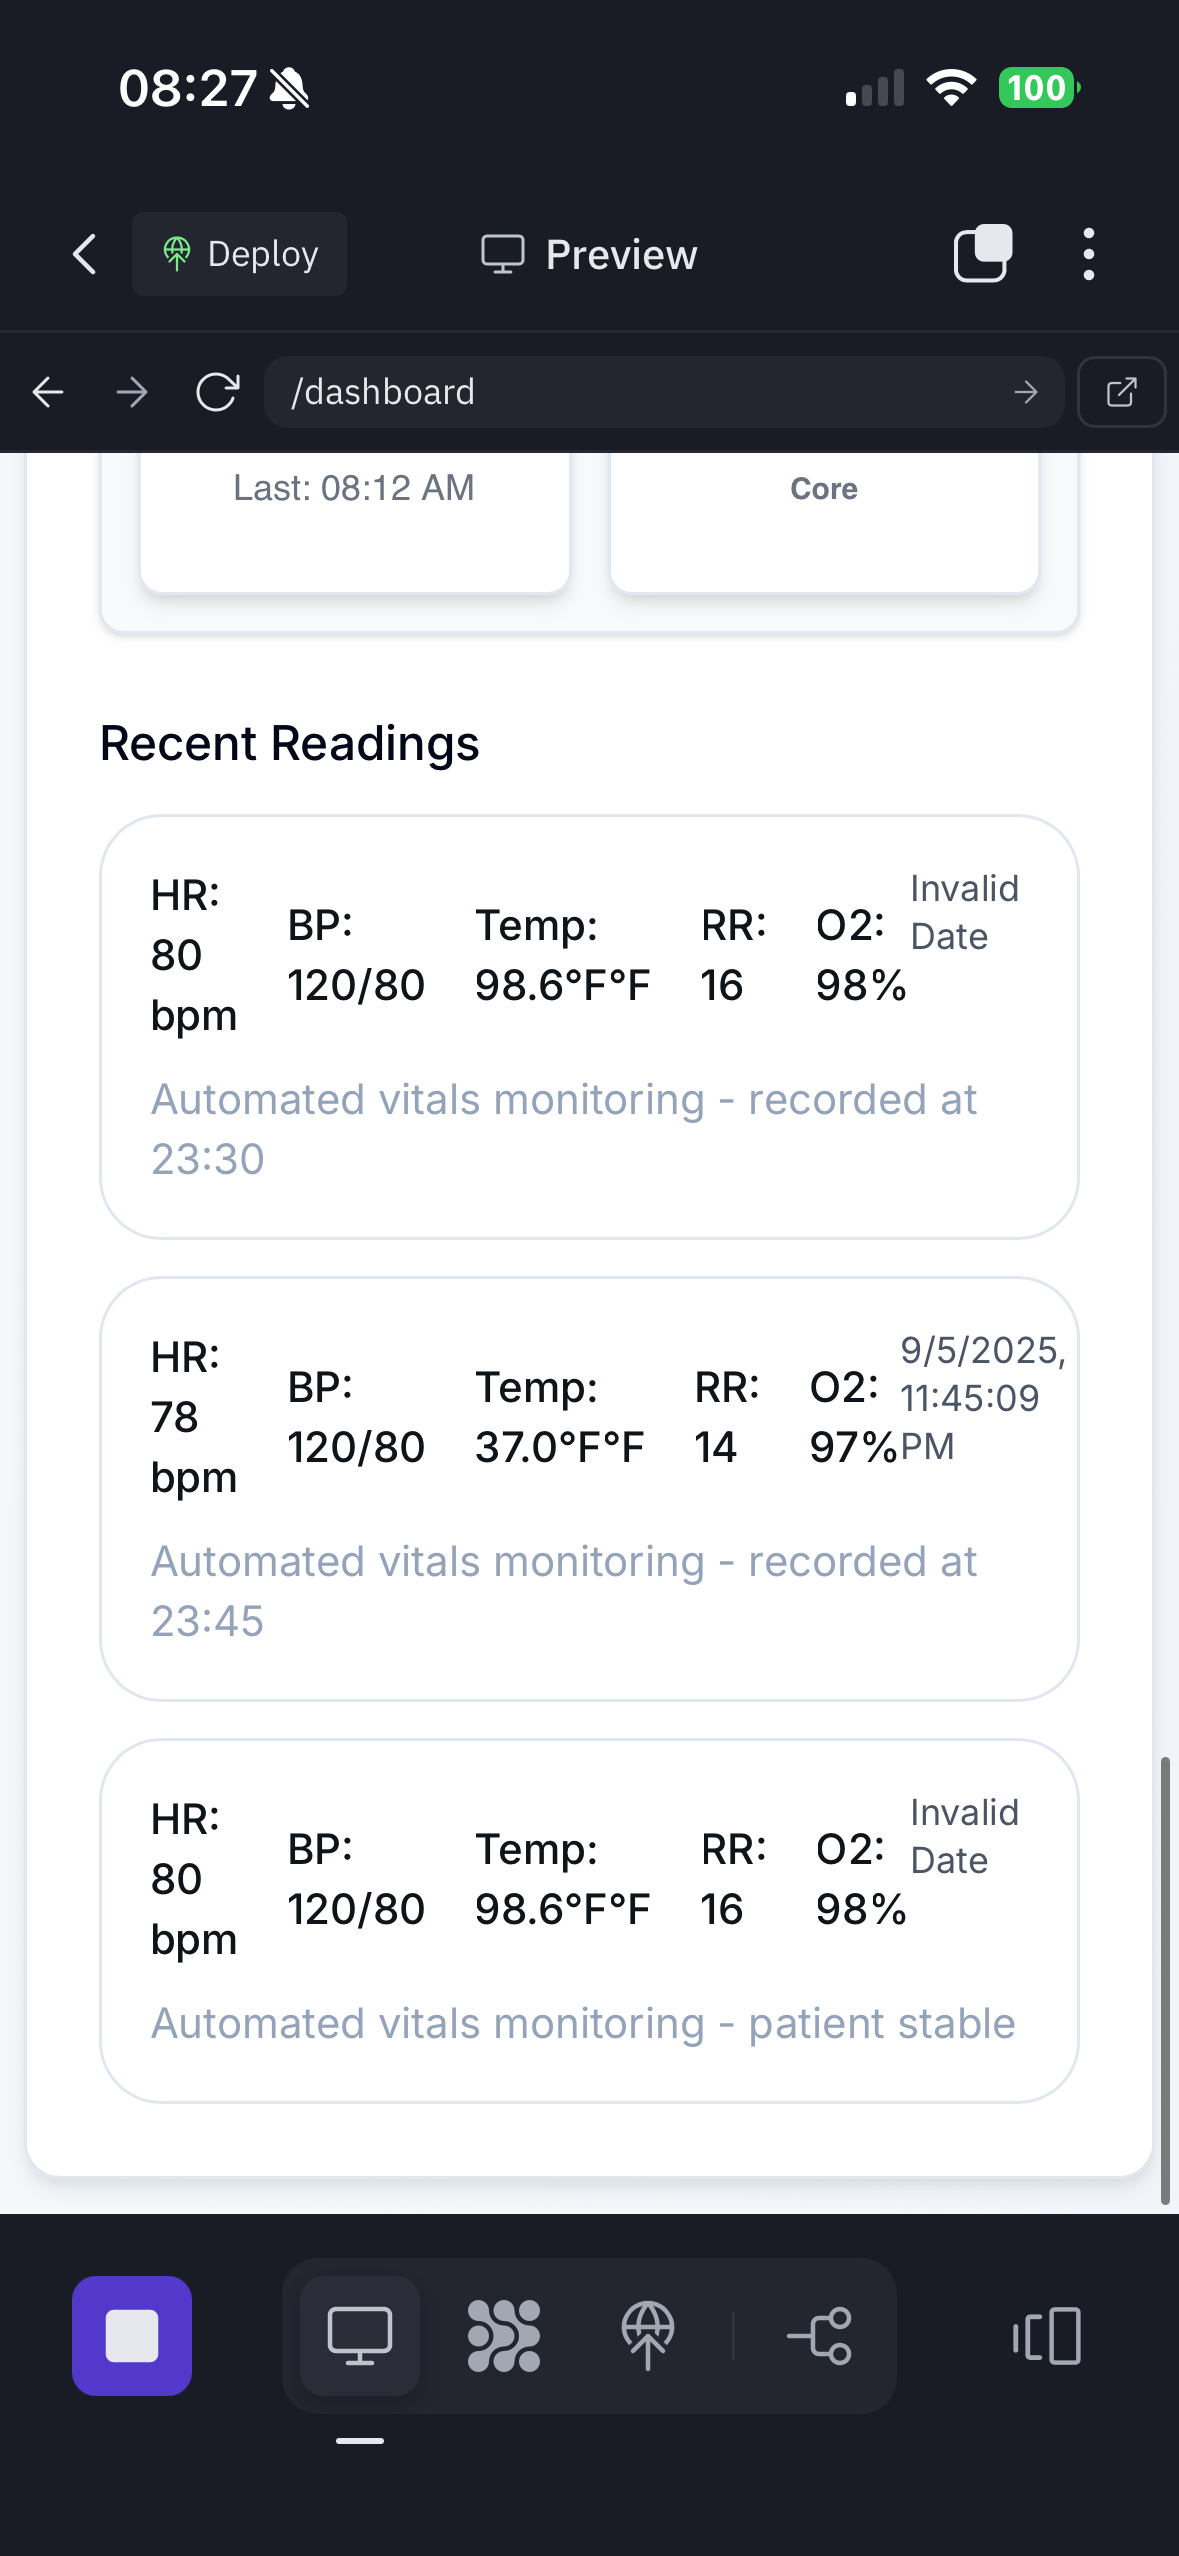 08:27
100
Deploy
Preview
/dashboard
Last: 08:12 AM
Core
Recent Readings
HR: 80 bpm
BP: 120/80
Temp: 98.6°F°F
RR: 16
O2: 98%
Invalid Date
Automated vitals monitoring - recorded at
23:30
HR: 78 bpm
BP: 120/80
Temp: 37.0°F°F
RR: 14
O2: 97%
9/5/2025, 11:45:09 PM
Automated vitals monitoring - recorded at
23:45
HR: 80 bpm
BP: 120/80
Temp: 98.6°F°F
RR: 16
O2: 98%
Invalid Date
Automated vitals monitoring - patient stable